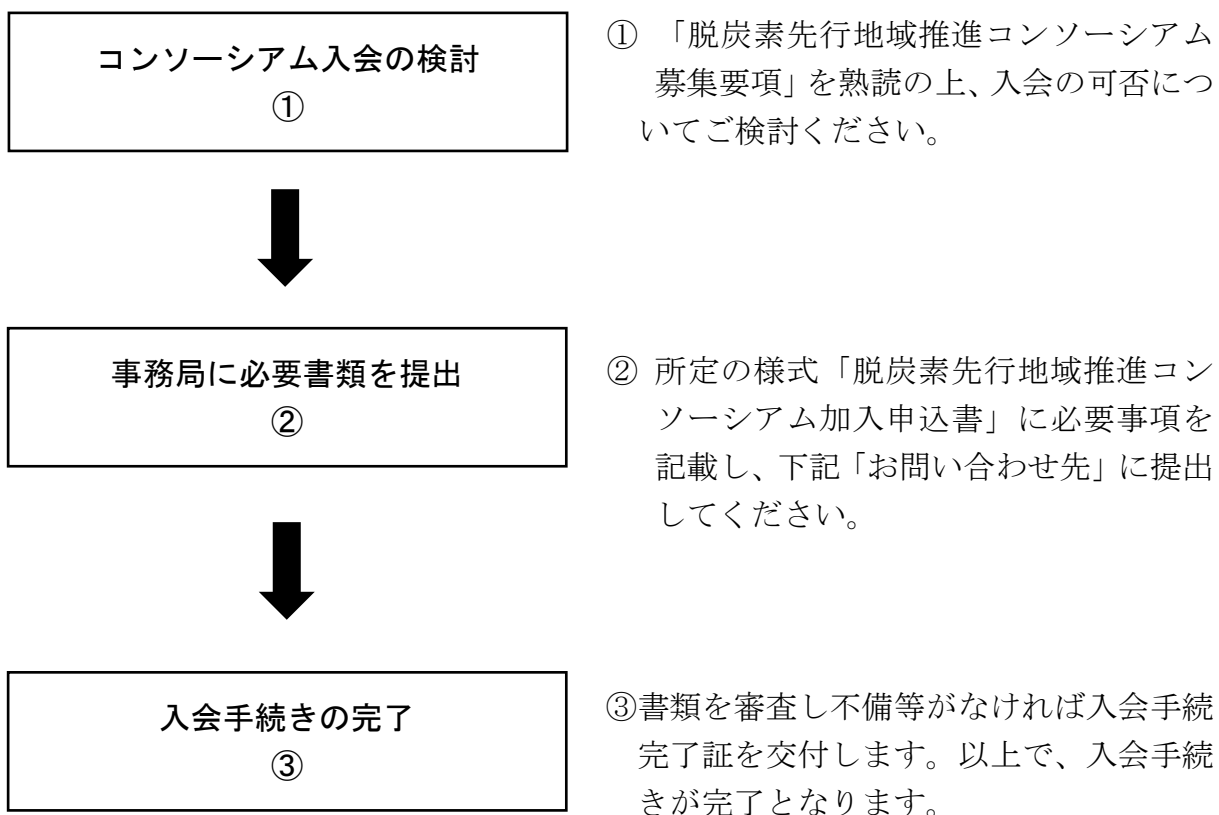 コンソーシアム入会の検討
①
① 「脱炭素先行地域推進コンソーシアム
募集要項」を熟読の上、入会の可否につ
いてご検討ください。
事務局に必要書類を提出
②
② 所定の様式「脱炭素先行地域推進コン
ソーシアム加入申込書」に必要事項を
記載し、下記「お問い合わせ先」に提出
してください。
入会手続きの完了
③
③書類を審査し不備等がなければ入会手続
完了証を交付します。以上で、入会手続
きが完了となります。